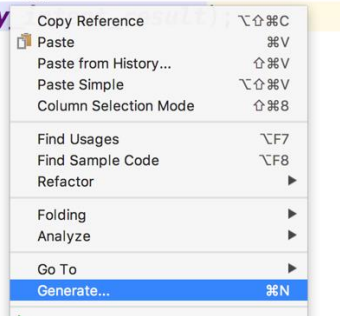 Copy Reference ⌥⇧⌘C
Paste ⌘V
Paste from History... ⇧⌘V
Paste Simple ⌥⇧⌘V
Column Selection Mode ⇧⌘8
Find Usages ⌥F7
Find Sample Code ⌥F8
Refactor
Folding
Analyze
Go To
Generate... ⌘N